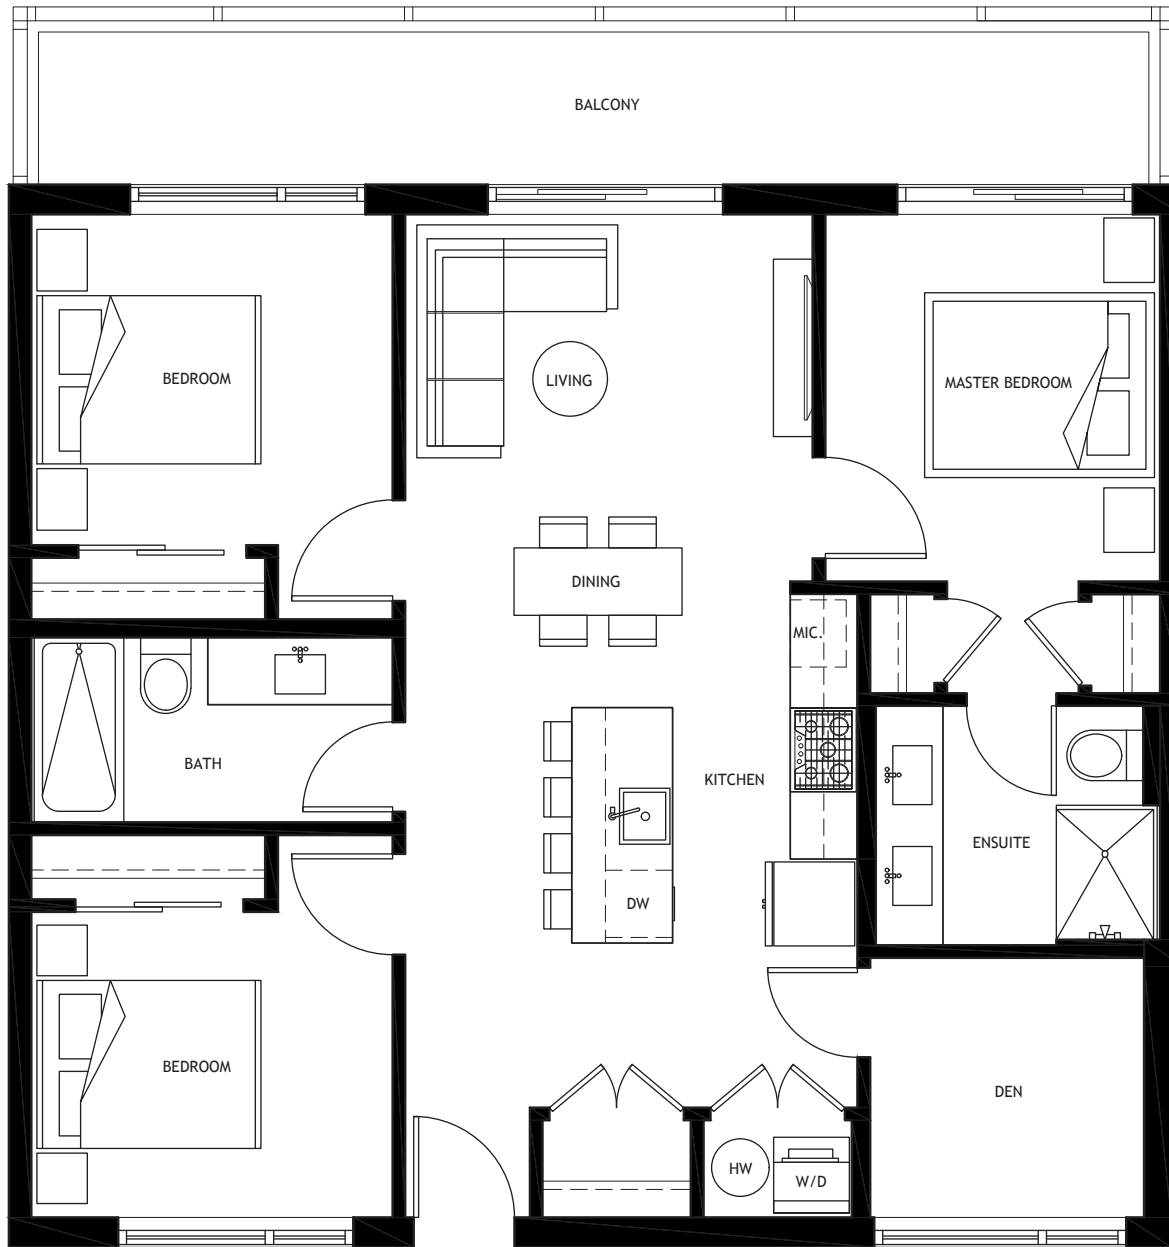 BALCONY
BEDROOM
LIVING
MASTER BEDROOM
DINING
MIC.
BATH
KITCHEN
ENSUITE
DW
BEDROOM
DEN
HW
W/D